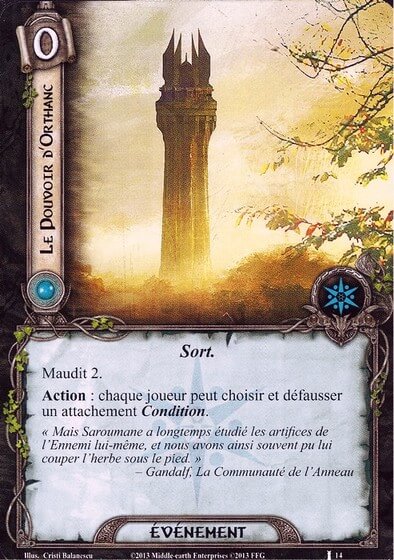 0
LE POUVOIR D'ORTHANC
Sort.
Maudit 2.
Action : chaque joueur peut choisir et défausser
un attachement Condition.
« Mais Saroumane a longtemps étudié les artifices de
l'Ennemi lui-même, et nous avons ainsi souvent pu lui
couper l'herbe sous le pied. »
– Gandalf, La Communauté de l'Anneau
ÉVÉNEMENT
Illus. Cristi Balanescu ©2013 Middle-earth Enterprises ©2013 FFG 14